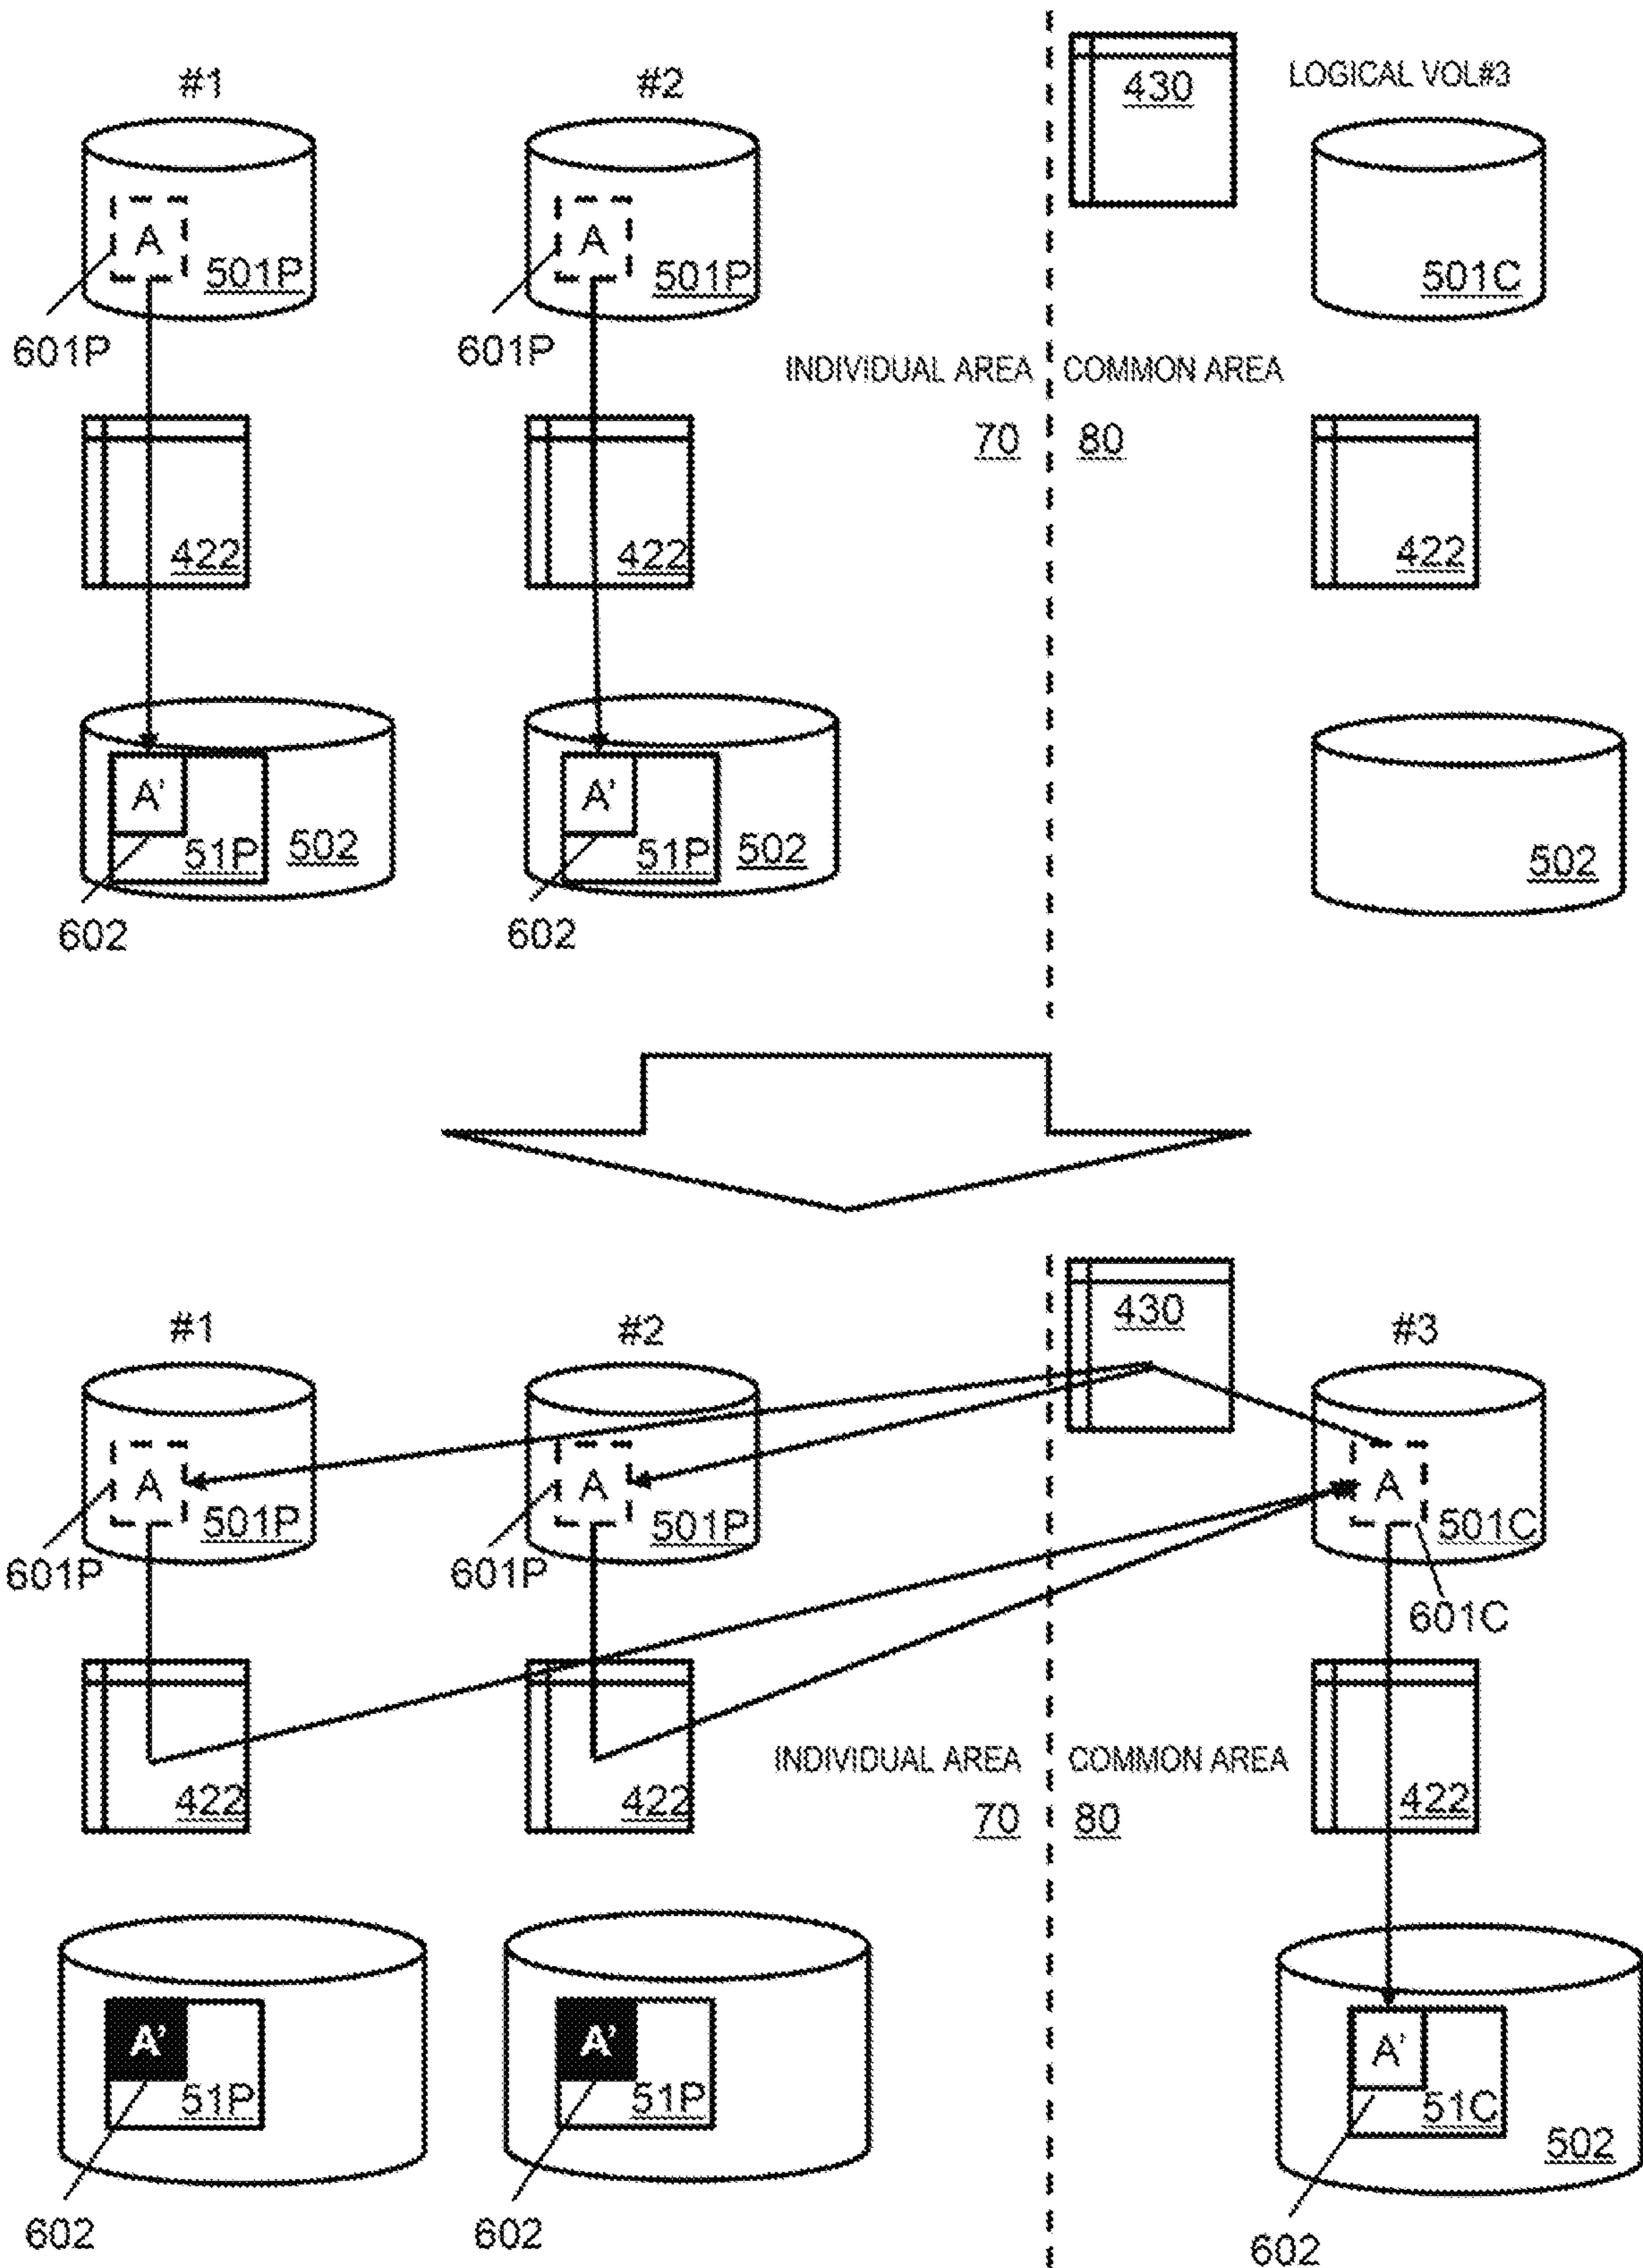 #1
#2
430
LOGICAL VOL#3
A
501P
A
501P
501C
601P
601P
INDIVIDUAL AREA
COMMON AREA
70
80
422
422
422
A'
51P
502
A'
51P
502
502
602
602
#1
#2
430
#3
A
501P
A
501P
A
501C
601P
601P
601C
422
422
INDIVIDUAL AREA
COMMON AREA
70
80
422
A'
51P
A'
51P
A'
51C
502
602
602
602